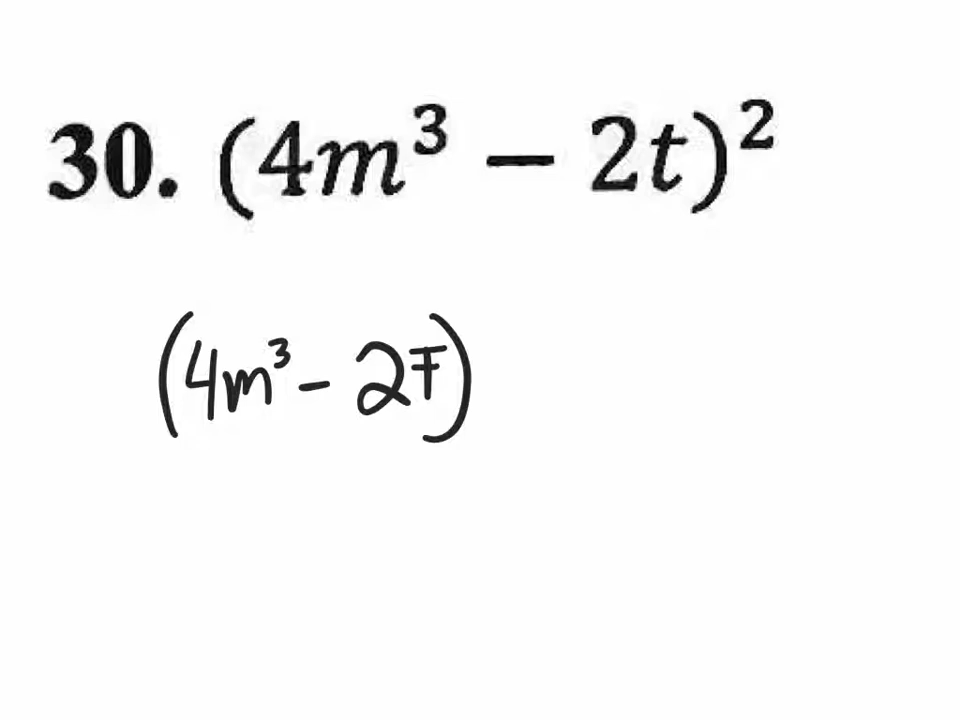 30. (4m³ − 2t)²
(4m³ − 2t)